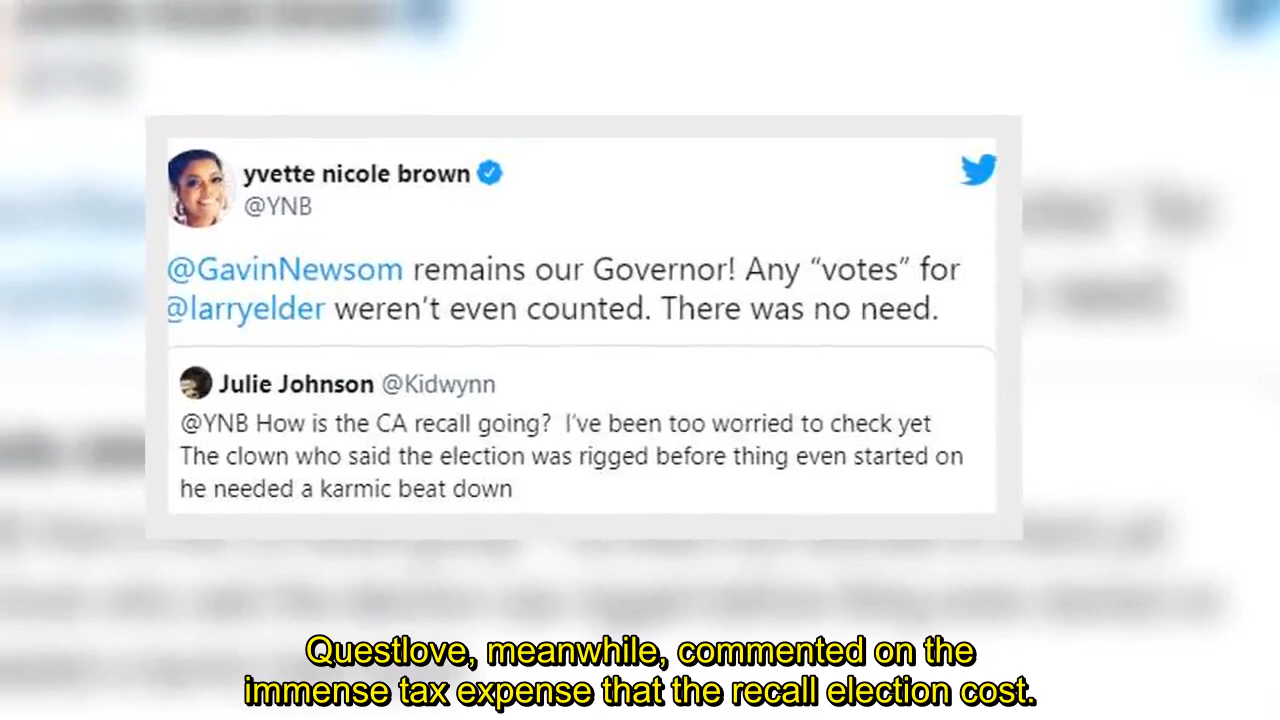 yvette nicole brown
@YNB
@GavinNewsom remains our Governor! Any “votes” for
@larryelder weren’t even counted. There was no need.
Julie Johnson @Kidwynn
@YNB How is the CA recall going?  I’ve been too worried to check yet
The clown who said the election was rigged before thing even started on
he needed a karmic beat down
Questlove, meanwhile, commented on the
immense tax expense that the recall election cost.